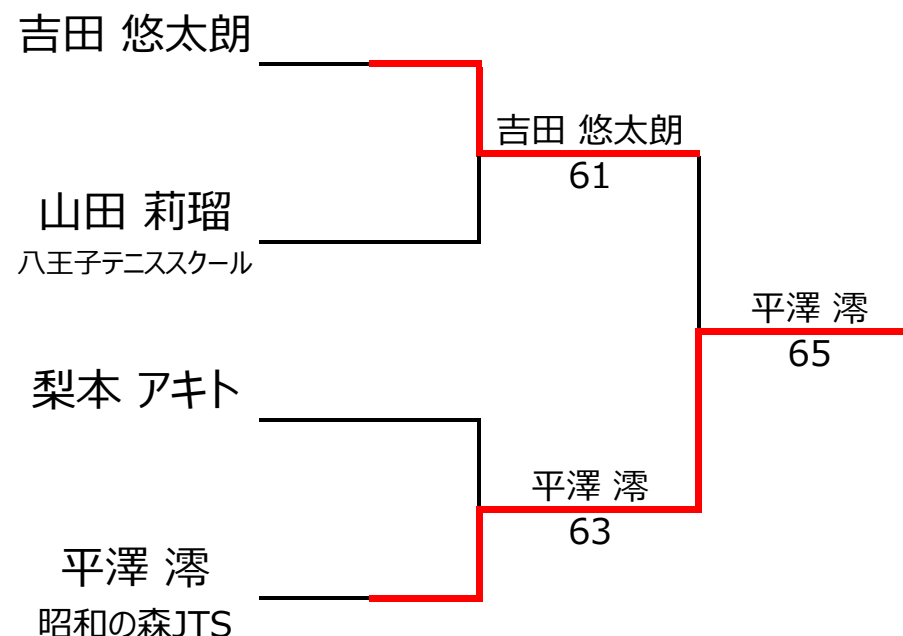 吉田 悠太朗
吉田 悠太朗
61
山田 莉瑠
八王子テニススクール
平澤 澪
65
梨本 アキト
平澤 澪
63
平澤 澪
昭和の森JTS